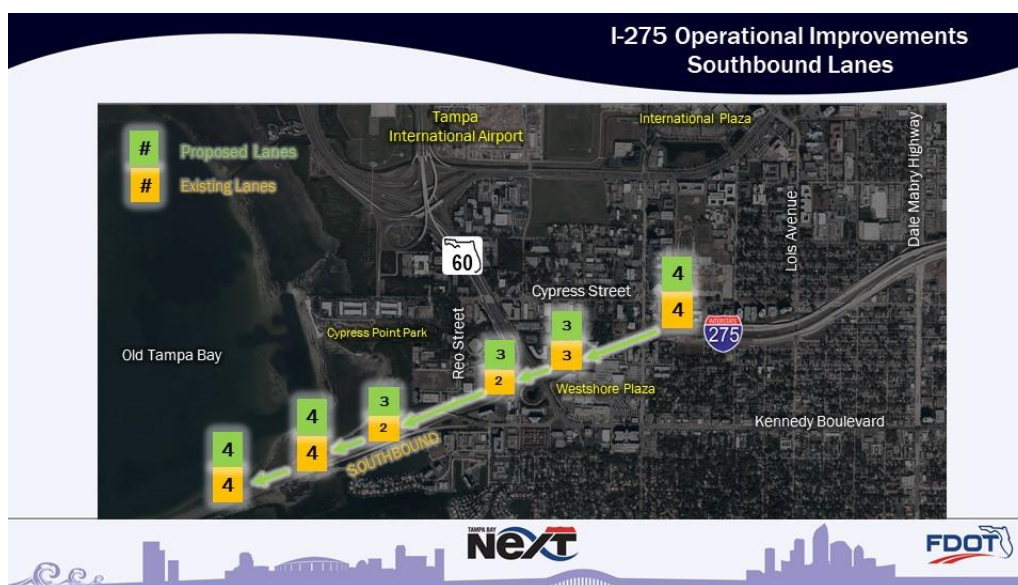 I-275 Operational Improvements
Southbound Lanes
# Proposed Lanes
# Existing Lanes
Tampa
International Airport
International Plaza
Dale Mabry Highway
Lois Avenue
60
Cypress Street
4
4
INTERSTATE
275
3
3
Cypress Point Park
Reo Street
Old Tampa Bay
3
2
Westshore Plaza
3
2
Kennedy Boulevard
4
4
SOUTHBOUND
4
4
TAMPA BAY
NEXT
FDOT